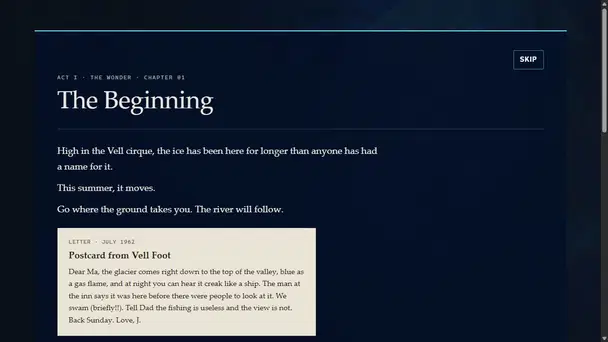 SKIP
ACT I · THE WONDER · CHAPTER 01
The Beginning
High in the Vell cirque, the ice has been here for longer than anyone has had
a name for it.
This summer, it moves.
Go where the ground takes you. The river will follow.
LETTER · JULY 1962
Postcard from Vell Foot
Dear Ma, the glacier comes right down to the top of the valley, blue as
a gas flame, and at night you can hear it creak like a ship. The man at
the inn says it was here before there were people to look at it. We
swam (briefly!!). Tell Dad the fishing is useless and the view is not.
Back Sunday. Love, J.